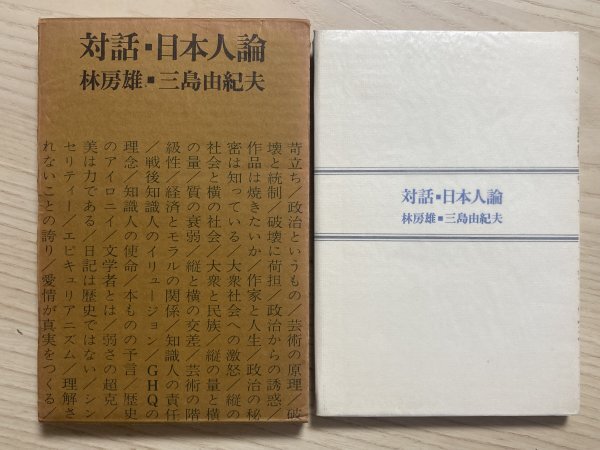 対話■日本人論
林房雄■三島由紀夫
苛立ち/政治というもの/芸術の原理/破
壊と統制/破壊に荷担/政治からの誘惑/
作品は焼きたいか/作家と人生/政治の秘
密は知っている/大衆社会への激怒/縦の
社会と横の社会/大衆と民族/縦の量と横
の量/質の衰弱/縦と横の交差/芸術の階
級性/経済とモラルの関係/知識人の責任
/戦後知識人のイリュージョン/GHQの
理念/知識人の使命/本ものの予言/歴史
のアイロニイ/文学者とは/弱さの超克/
美は力である/日記は歴史ではない/シン
セリティー/エピキュリアニズム/理解さ
れないことの誇り/愛情が真実をつくる/
対話■日本人論
林房雄■三島由紀夫